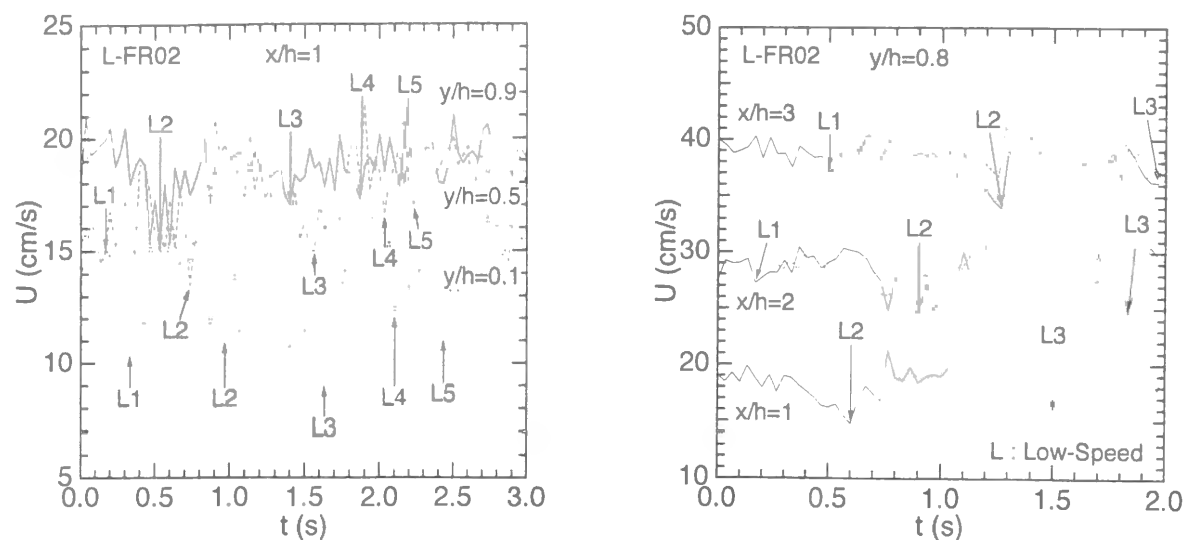 25
20
15
10
5
U (cm/s)
L-FR02 x/h=1
L4 L5
y/h=0.9
L2 L3
L1
y/h=0.5
L4 L5
L3
y/h=0.1
L2
L1 L2 L3 L4 L5
0.0 0.5 1.0 1.5 2.0 2.5 3.0
t (s)
50
40
30
20
10
U (cm/s)
L-FR02 y/h=0.8
x/h=3
L1 L2 L3
L1 L2 L3
x/h=2
L2 L3
x/h=1
L : Low-Speed
0.0 0.5 1.0 1.5 2.0
t (s)